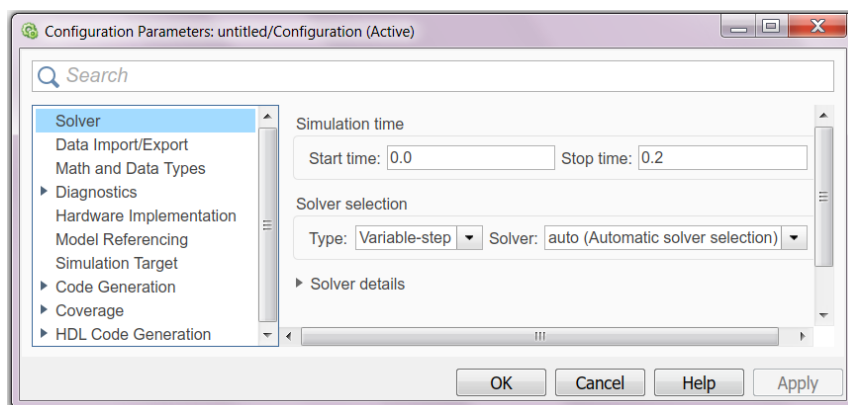 Configuration Parameters: untitled/Configuration (Active)
Search
Solver
Data Import/Export
Math and Data Types
Diagnostics
Hardware Implementation
Model Referencing
Simulation Target
Code Generation
Coverage
HDL Code Generation
Simulation time
Start time: 0.0 Stop time: 0.2
Solver selection
Type: Variable-step Solver: auto (Automatic solver selection)
Solver details
OK Cancel Help Apply